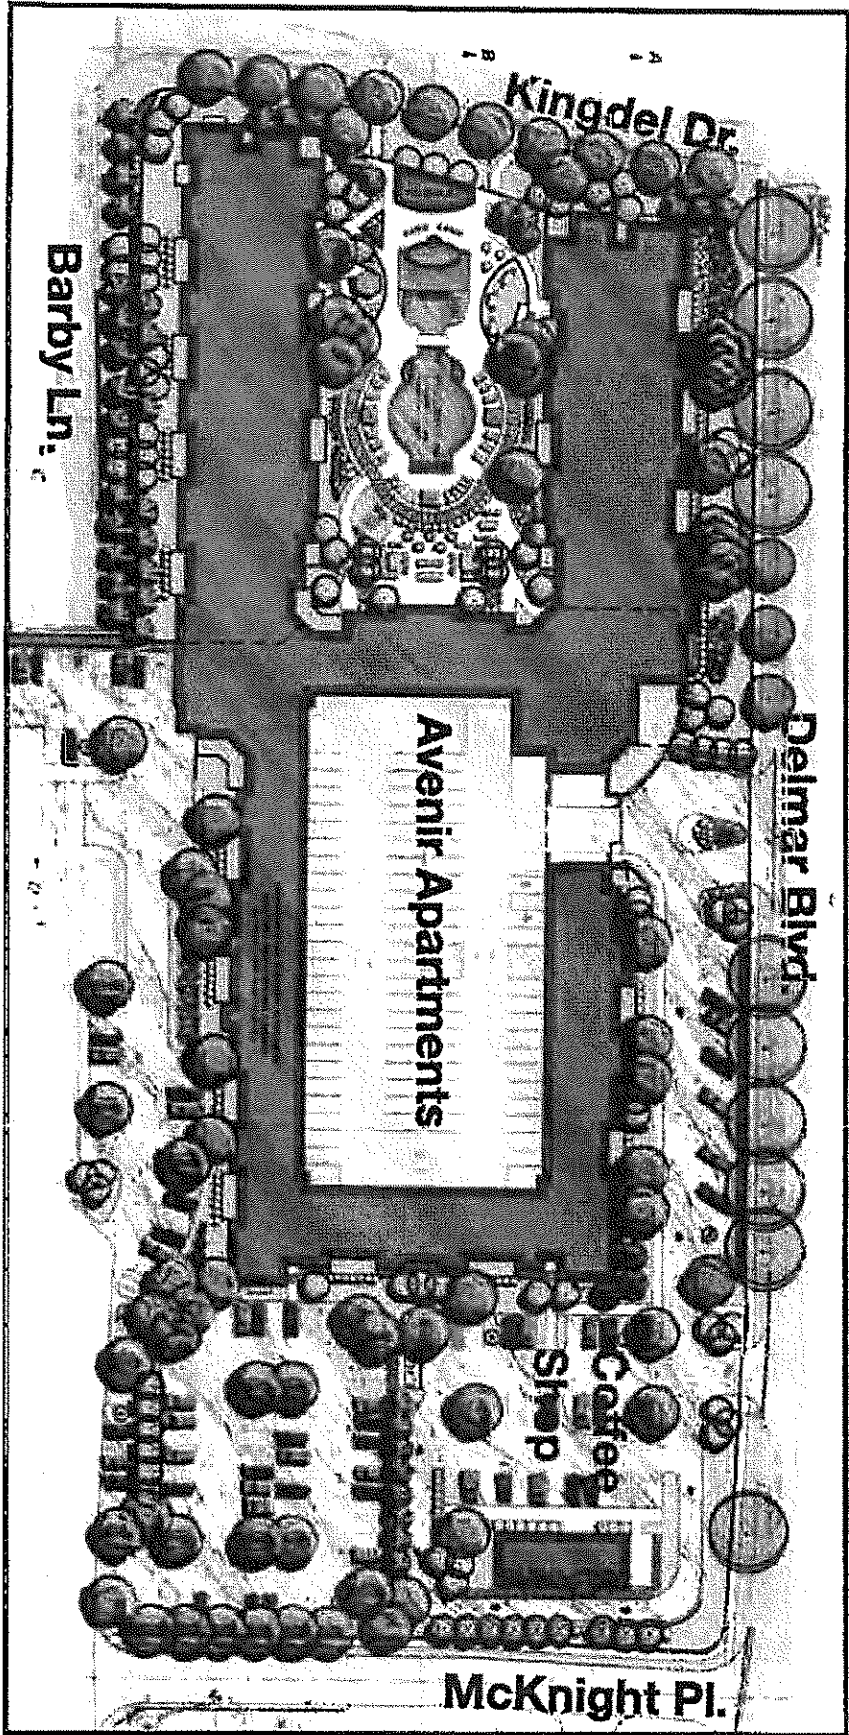 Kingdel Dr.
Barby Ln.
Delmar Blvd.
Avenir Apartments
Coffee
Shop
McKnight Pl.